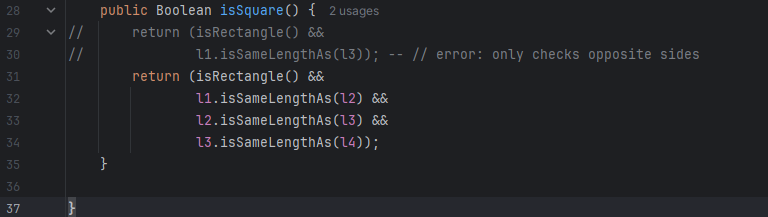 28 public Boolean isSquare() { 2 usages
29 // return (isRectangle() &&
30 // l1.isSameLengthAs(l3)); -- // error: only checks opposite sides
31 return (isRectangle() &&
32 l1.isSameLengthAs(l2) &&
33 l2.isSameLengthAs(l3) &&
34 l3.isSameLengthAs(l4));
35 }
36
37 }